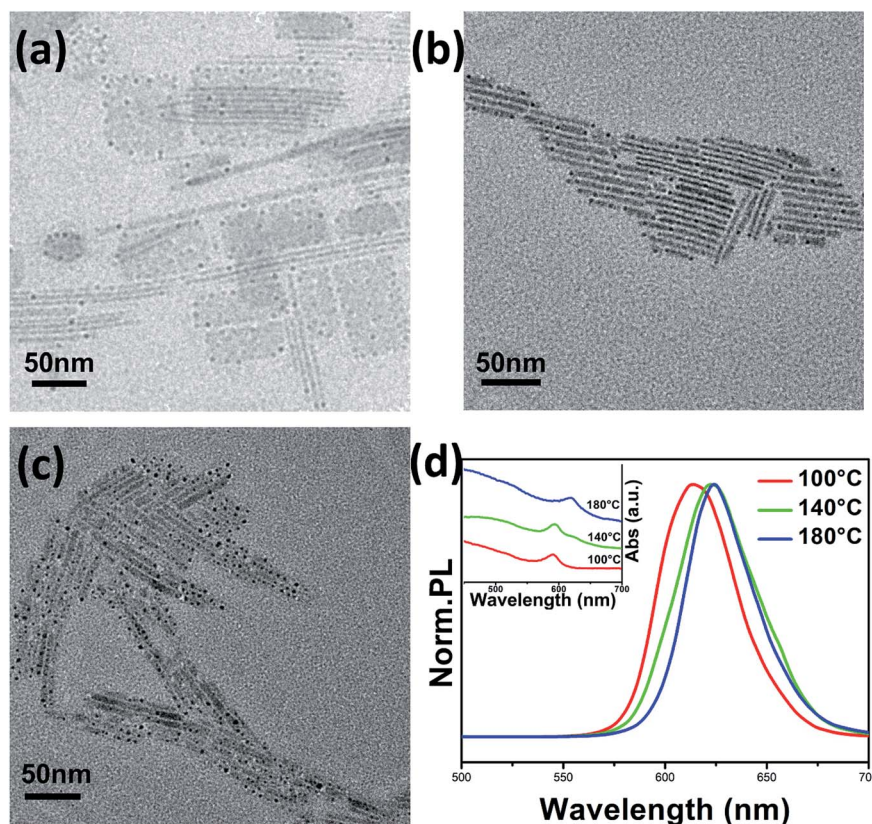 (a)
50nm
(b)
50nm
(c)
50nm
(d)
100°C
140°C
180°C
180°C
140°C
100°C
Abs (a.u.)
500 600 700
Wavelength (nm)
Norm.PL
500 550 600 650 70
Wavelength (nm)